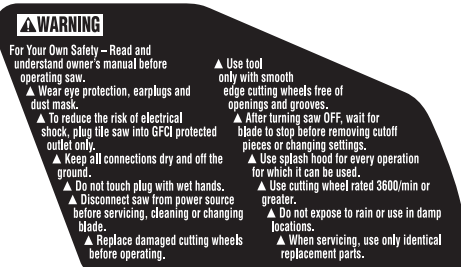 ⚠WARNING
For Your Own Safety – Read and
understand owner's manual before
operating saw.
▲ Wear eye protection, earplugs and
dust mask.
▲ To reduce the risk of electrical
shock, plug tile saw into GFCI protected
outlet only.
▲ Keep all connections dry and off the
ground.
▲ Do not touch plug with wet hands.
▲ Disconnect saw from power source
before servicing, cleaning or changing
blade.
▲ Replace damaged cutting wheels
before operating.
▲ Use tool
only with smooth
edge cutting wheels free of
openings and grooves.
▲ After turning saw OFF, wait for
blade to stop before removing cutoff
pieces or changing settings.
▲ Use splash hood for every operation
for which it can be used.
▲ Use cutting wheel rated 3600/min or
greater.
▲ Do not expose to rain or use in damp
locations.
▲ When servicing, use only identical
replacement parts.